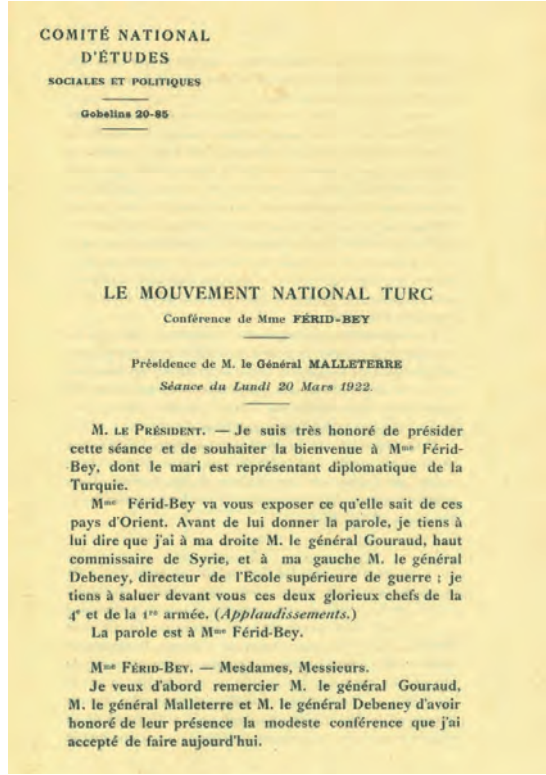 COMITÉ NATIONAL
D'ÉTUDES
SOCIALES ET POLITIQUES
Gobelins 20-85
LE MOUVEMENT NATIONAL TURC
Conférence de Mme FÉRID-BEY
Présidence de M. le Général MALLETERRE
Séance du Lundi 20 Mars 1922.
M. LE PRÉSIDENT. — Je suis très honoré de présider
cette séance et de souhaiter la bienvenue à Mme Férid-
Bey, dont le mari est représentant diplomatique de la
Turquie.
Mme Férid-Bey va vous exposer ce qu'elle sait de ces
pays d'Orient. Avant de lui donner la parole, je tiens à
lui dire que j'ai à ma droite M. le général Gouraud, haut
commissaire de Syrie, et à ma gauche M. le général
Debeney, directeur de l'Ecole supérieure de guerre ; je
tiens à saluer devant vous ces deux glorieux chefs de la
4e et de la 1re armée. (Applaudissements.)
La parole est à Mme Férid-Bey.
Mme FÉRID-BEY. — Mesdames, Messieurs.
Je veux d'abord remercier M. le général Gouraud,
M. le général Malleterre et M. le général Debeney d'avoir
honoré de leur présence la modeste conférence que j'ai
accepté de faire aujourd'hui.